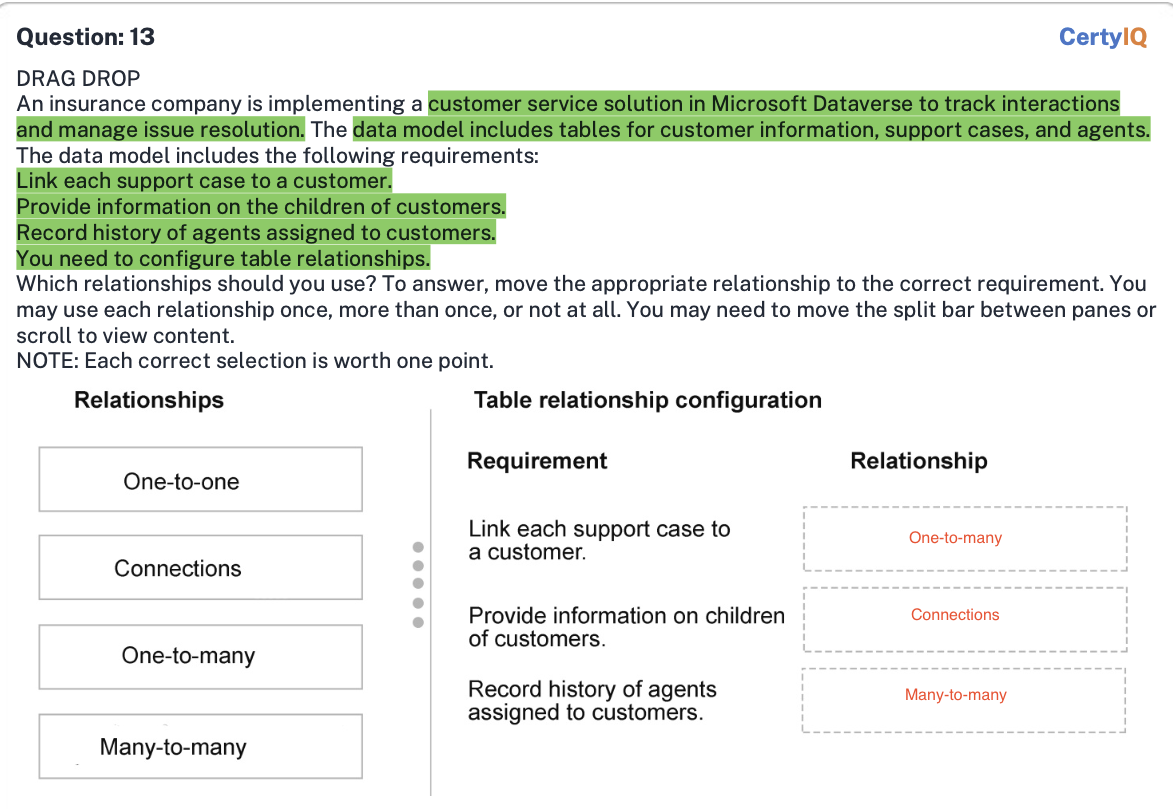 Question: 13
CertyIQ
DRAG DROP
An insurance company is implementing a customer service solution in Microsoft Dataverse to track interactions
and manage issue resolution. The data model includes tables for customer information, support cases, and agents.
The data model includes the following requirements:
Link each support case to a customer.
Provide information on the children of customers.
Record history of agents assigned to customers.
You need to configure table relationships.
Which relationships should you use? To answer, move the appropriate relationship to the correct requirement. You
may use each relationship once, more than once, or not at all. You may need to move the split bar between panes or
scroll to view content.
NOTE: Each correct selection is worth one point.
Relationships
One-to-one
Connections
One-to-many
Many-to-many
Table relationship configuration
Requirement
Relationship
Link each support case to
a customer.
One-to-many
Provide information on children
of customers.
Connections
Record history of agents
assigned to customers.
Many-to-many